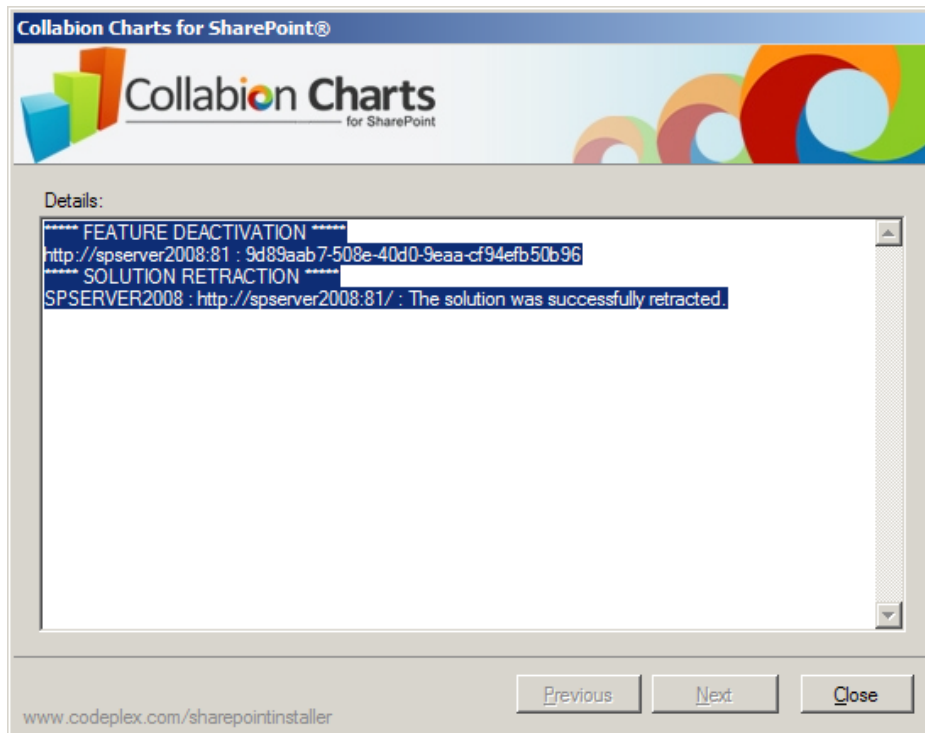 Collabion Charts for SharePoint®
Collabion Charts
for SharePoint
Details:
***** FEATURE DEACTIVATION *****
http://spserver2008:81 : 9d89aab7-508e-40d0-9eaa-cf94efb50b96
***** SOLUTION RETRACTION *****
SPSERVER2008 : http://spserver2008:81/ : The solution was successfully retracted.
Previous Next Close
www.codeplex.com/sharepointinstaller